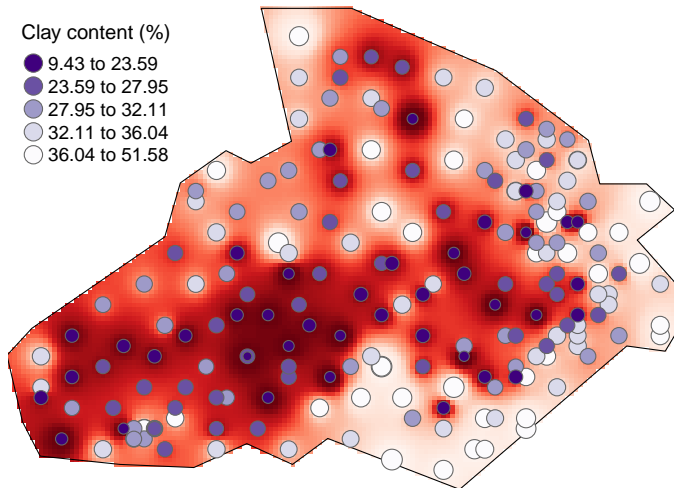 Clay content (%)
9.43 to 23.59
23.59 to 27.95
27.95 to 32.11
32.11 to 36.04
36.04 to 51.58